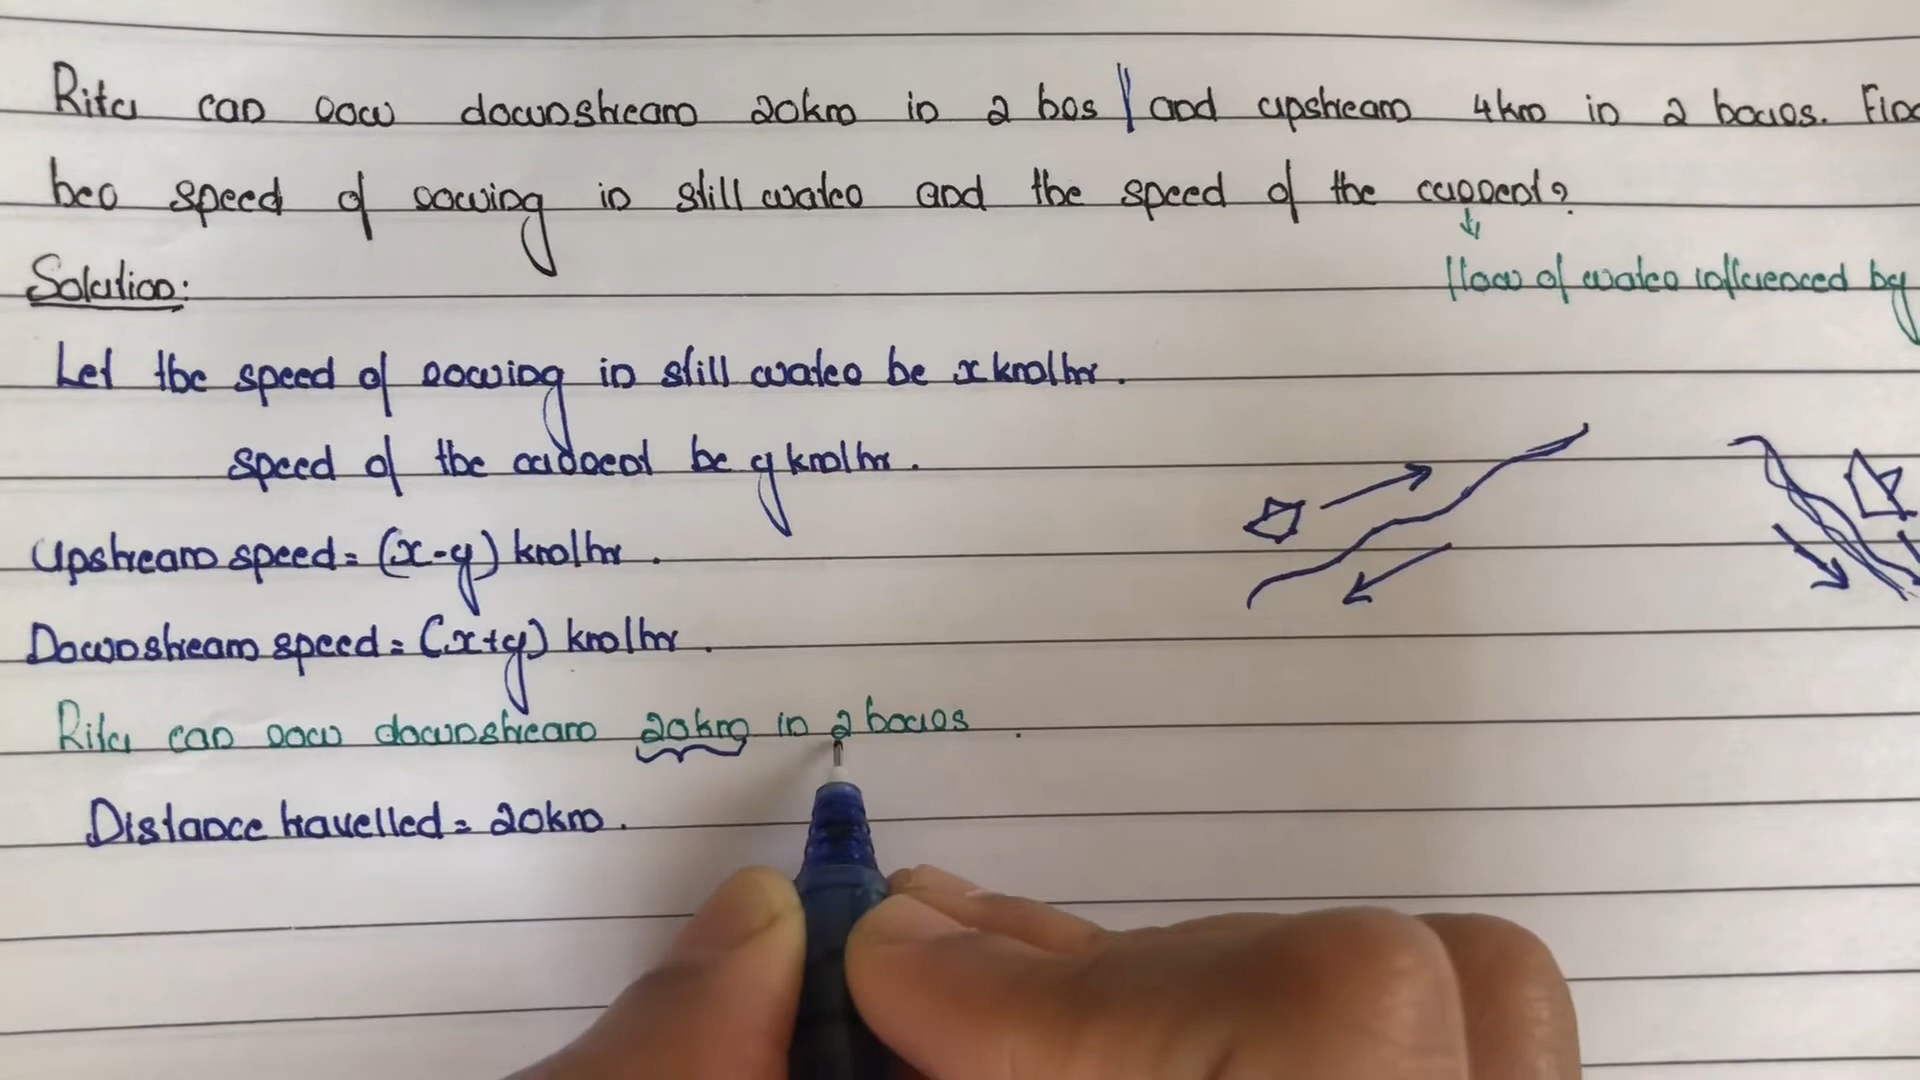 Ritu can row downstream 20km in 2 hrs and upstream 4km in 2 hours. Find
her speed of rowing in still water and the speed of the current?
flow of water influenced by
Solution:
Let the speed of rowing in still water be x km/hr.
speed of the current be y km/hr.
Upstream speed = (x-y) km/hr.
Downstream speed = (x+y) km/hr.
Ritu can row downstream 20km in 2 hours.
Distance travelled = 20km.